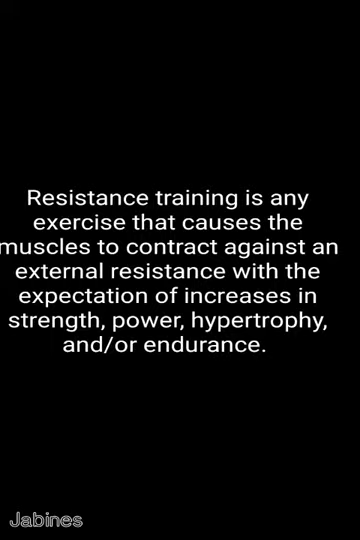 Resistance training is any
exercise that causes the
muscles to contract against an
external resistance with the
expectation of increases in
strength, power, hypertrophy,
and/or endurance.
Jabines